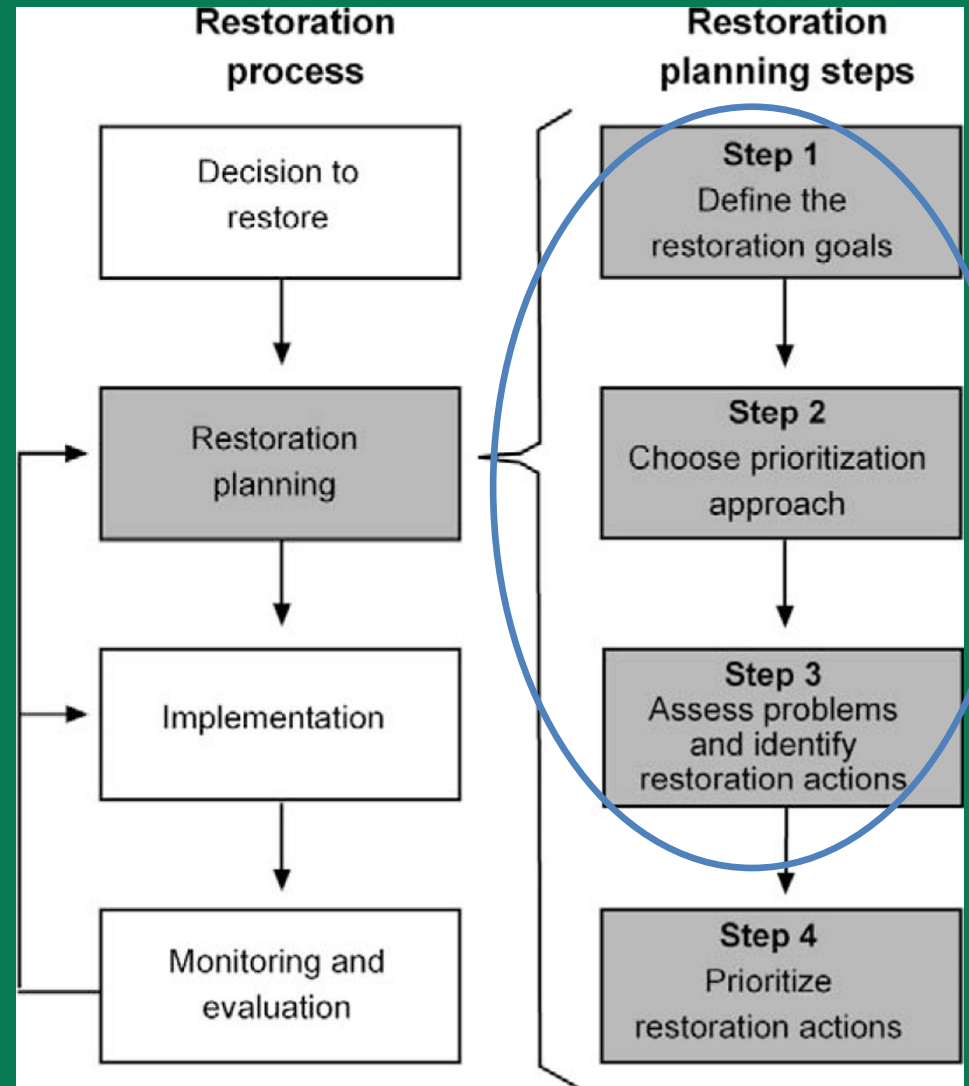 Restoration
process
Decision to
restore
Restoration
planning
Implementation
Monitoring and
evaluation
Restoration
planning steps
Step 1
Define the
restoration goals
Step 2
Choose prioritization
approach
Step 3
Assess problems
and identify
restoration actions
Step 4
Prioritize
restoration actions